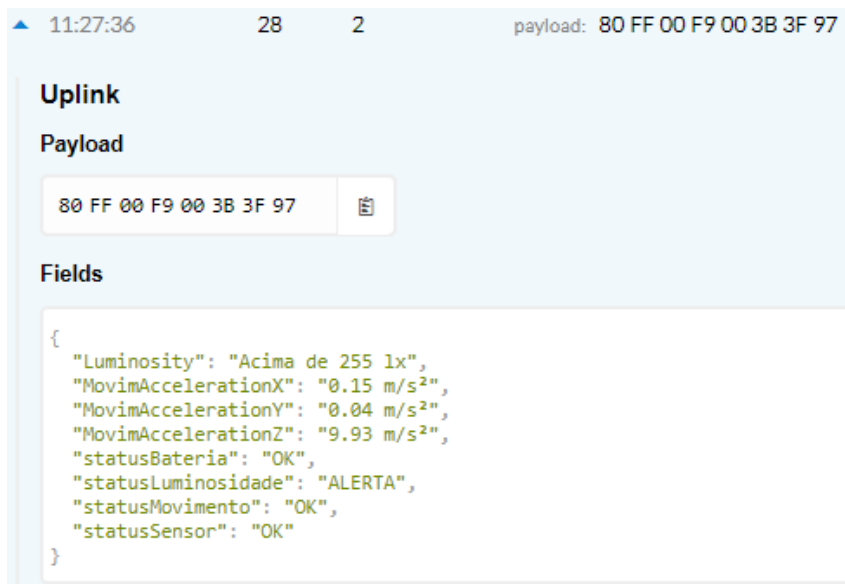 11:27:36 28 2 payload: 80 FF 00 F9 00 3B 3F 97
Uplink
Payload
80 FF 00 F9 00 3B 3F 97
Fields
{
"Luminosity": "Acima de 255 lx",
"MovimAccelerationX": "0.15 m/s²",
"MovimAccelerationY": "0.04 m/s²",
"MovimAccelerationZ": "9.93 m/s²",
"statusBateria": "OK",
"statusLuminosidade": "ALERTA",
"statusMovimento": "OK",
"statusSensor": "OK"
}